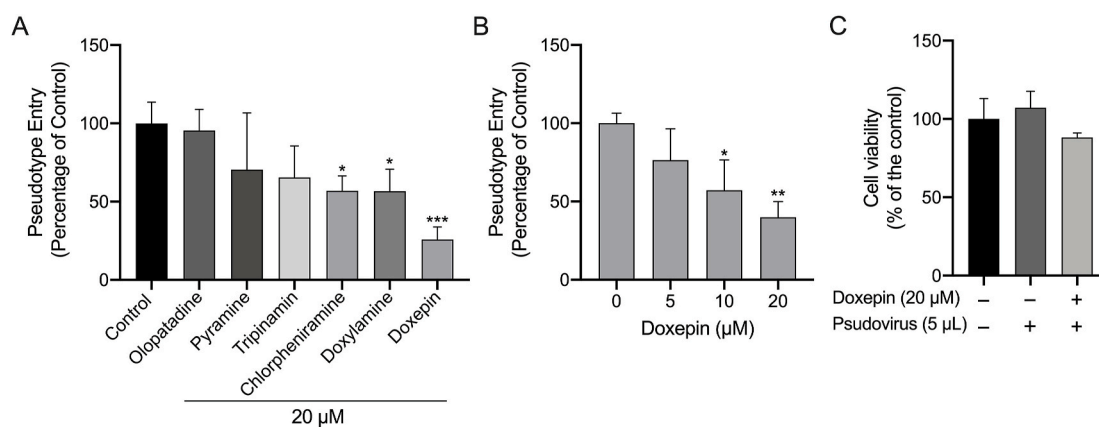 A
Pseudotype Entry
(Percentage of Control)
150
100
50
0
*
*
***
Control
Olopatadine
Pyramine
Tripinamin
Chlorpheniramine
Doxylamine
Doxepin
20 μM
B
Pseudotype Entry
(Percentage of Control)
150
100
50
0
*
**
0 5 10 20
Doxepin (μM)
C
Cell viability
(% of the control)
150
100
50
0
Doxepin (20 μM) – – +
Psudovirus (5 μL) – + +